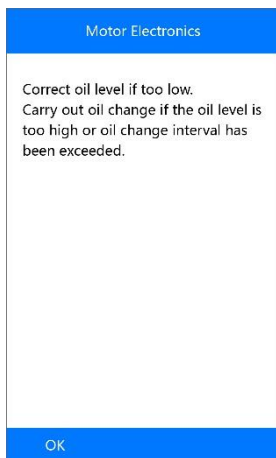 Motor Electronics
Correct oil level if too low.
Carry out oil change if the oil level is
too high or oil change interval has
been exceeded.
OK